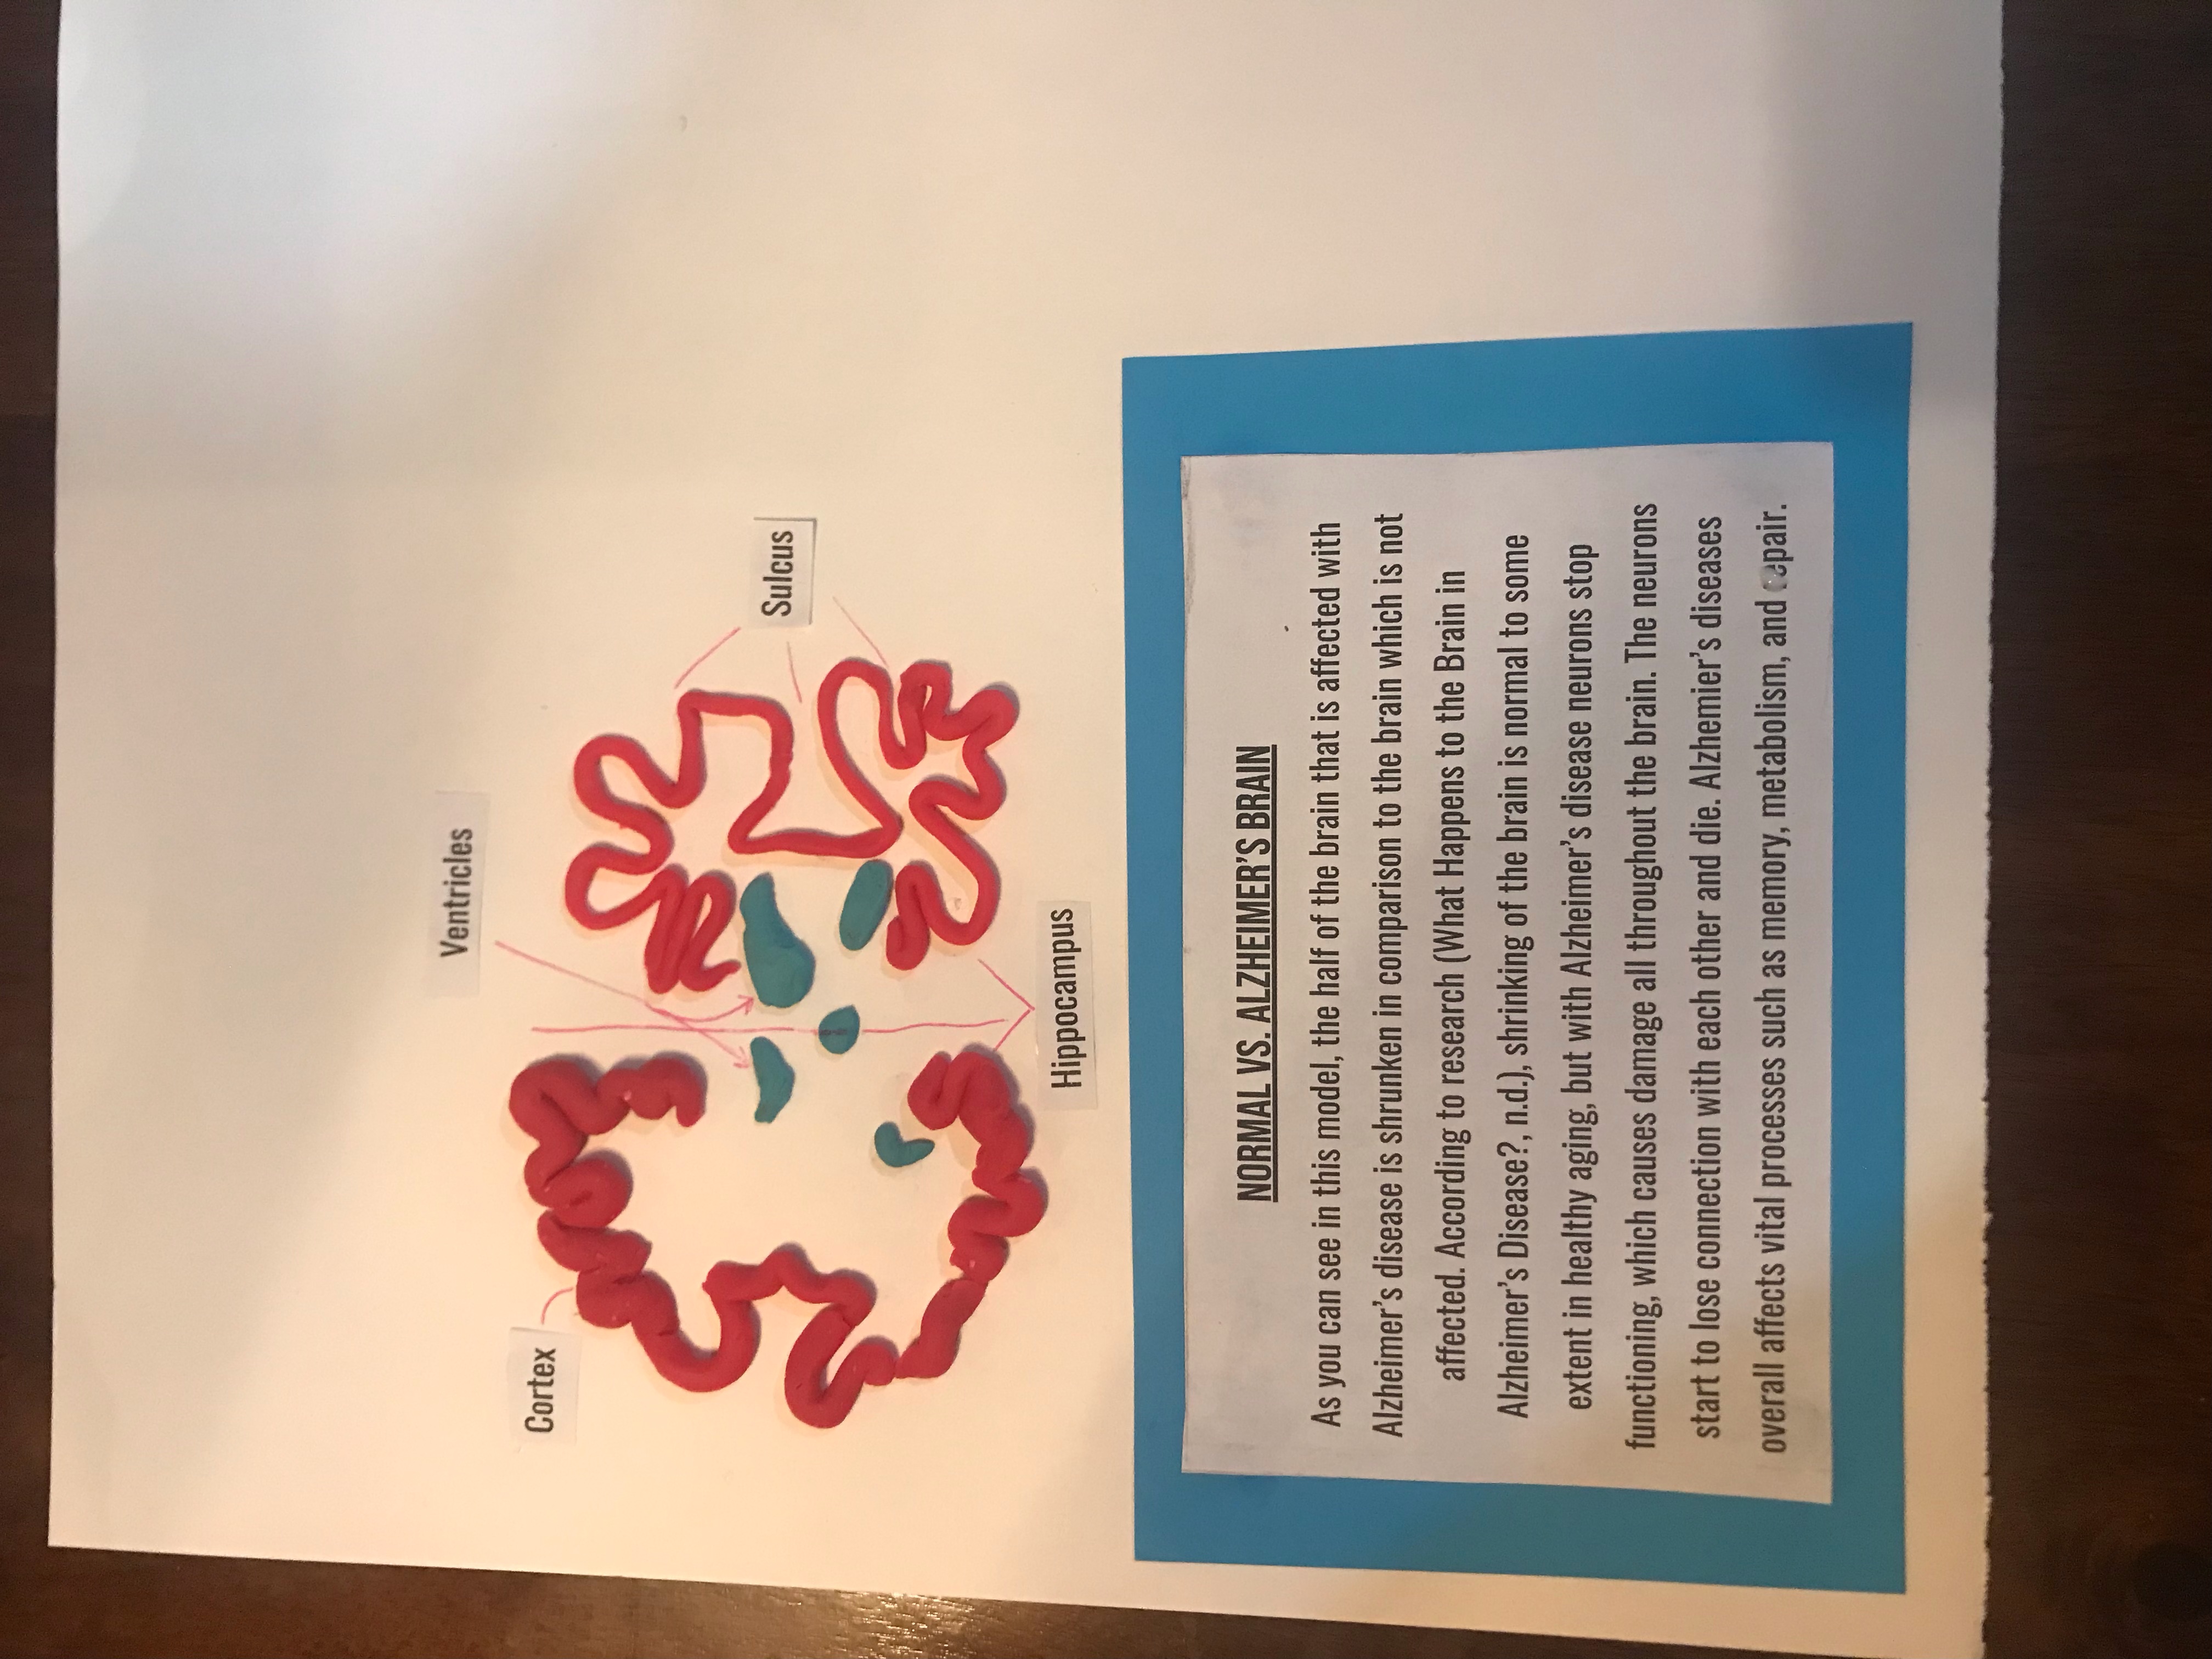 Ventricles
Cortex
Sulcus
Hippocampus
NORMAL VS. ALZHEIMER'S BRAIN
As you can see in this model, the half of the brain that is affected with
Alzheimer's disease is shrunken in comparison to the brain which is not
affected. According to research (What Happens to the Brain in
Alzheimer's Disease?, n.d.), shrinking of the brain is normal to some
extent in healthy aging, but with Alzheimer's disease neurons stop
functioning, which causes damage all throughout the brain. The neurons
start to lose connection with each other and die. Alzhemier's diseases
overall affects vital processes such as memory, metabolism, and repair.